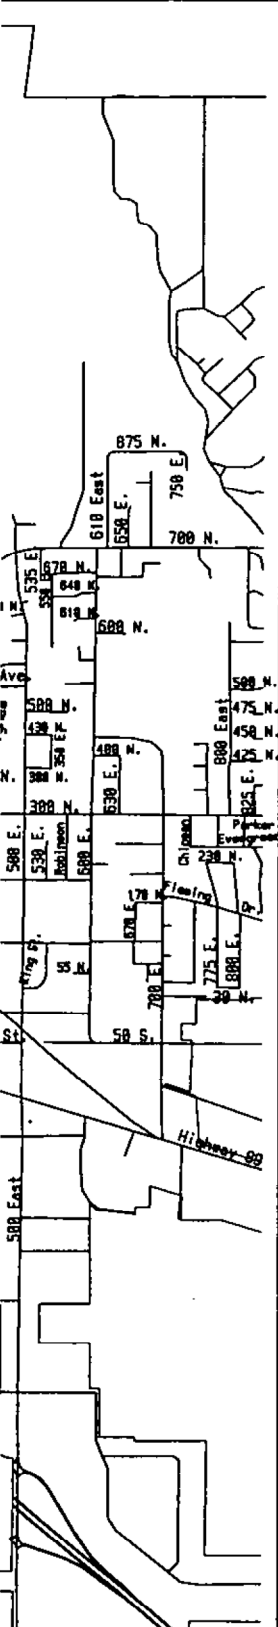 875 N.
610 East
650 E.
750 E.
700 N.
535 E.
670 N.
550
640 N.
610 N.
600 N.
Ave
500 N.
500 N.
800 East
475 N.
430 N.
450 N.
350 E.
400 N.
425 N.
N.
300 N.
630 E.
825 E.
300 N.
500 E.
530 E.
Robinson
600 E.
Chipean
Parker
Evergreen
230 N.
170 N.
Fleming
Dr.
670 E.
King St.
55 N.
700 E.
775 E.
800 E.
30 N.
St.
50 S.
Highway 89
500 East